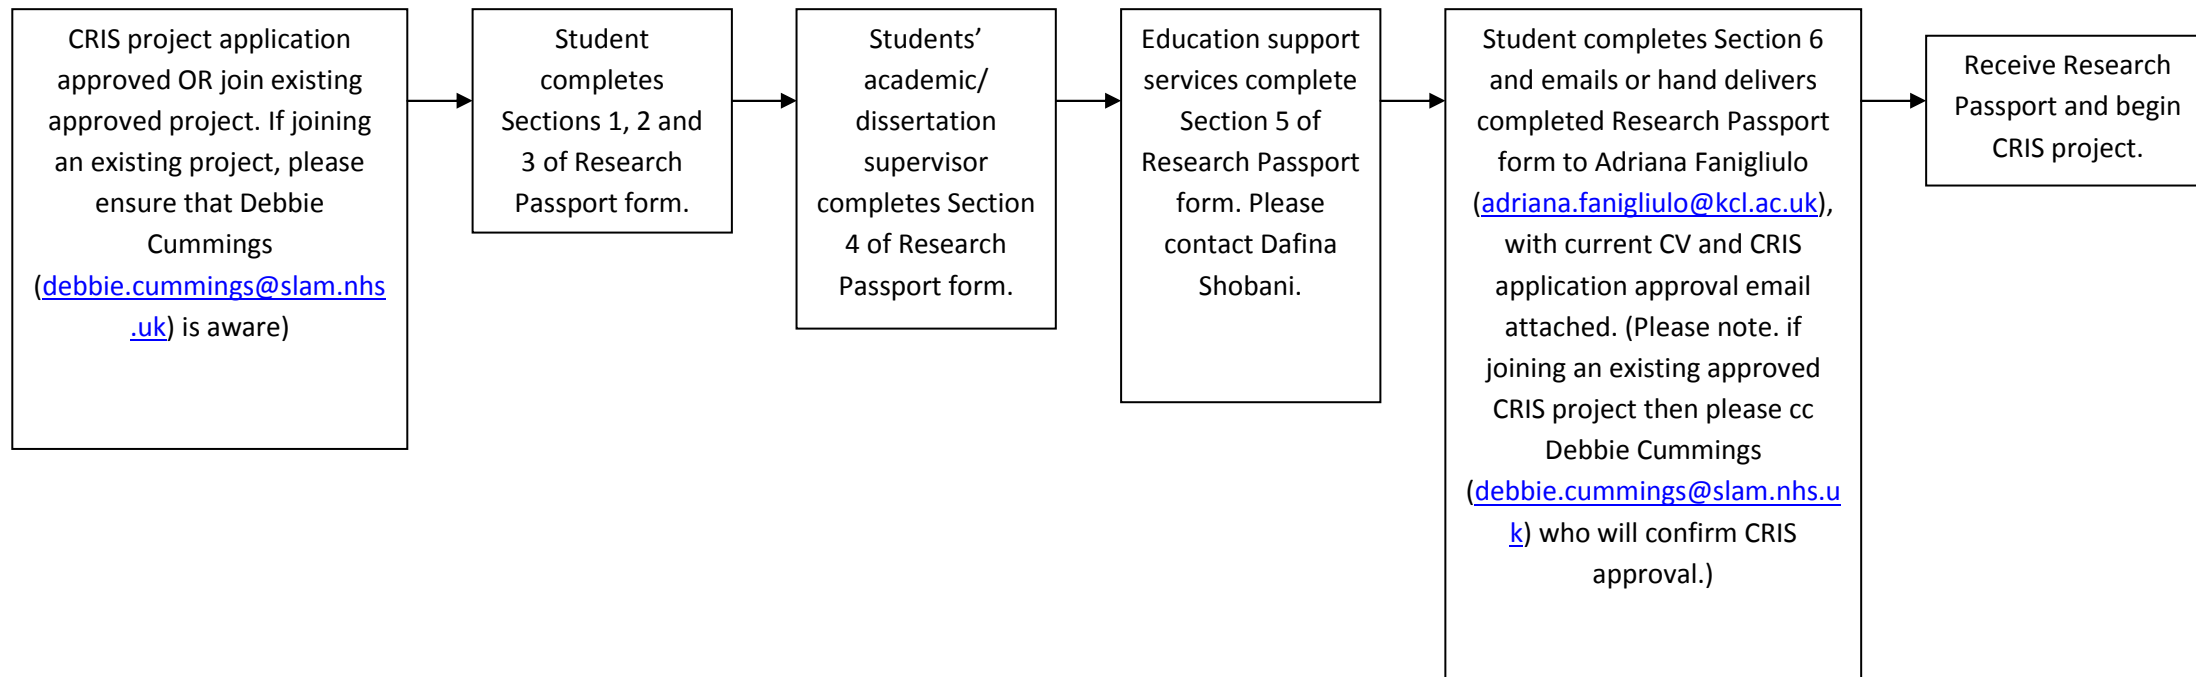 CRIS project application
approved OR join existing
approved project. If joining
an existing project, please
ensure that Debbie
Cummings
(debbie.cummings@slam.nhs
.uk) is aware)
Student
completes
Sections 1, 2 and
3 of Research
Passport form.
Students’
academic/
dissertation
supervisor
completes Section
4 of Research
Passport form.
Education support
services complete
Section 5 of
Research Passport
form. Please
contact Dafina
Shobani.
Student completes Section 6
and emails or hand delivers
completed Research Passport
form to Adriana Fanigliulo
(adriana.fanigliulo@kcl.ac.uk),
with current CV and CRIS
application approval email
attached. (Please note. if
joining an existing approved
CRIS project then please cc
Debbie Cummings
(debbie.cummings@slam.nhs.u
k) who will confirm CRIS
approval.)
Receive Research
Passport and begin
CRIS project.